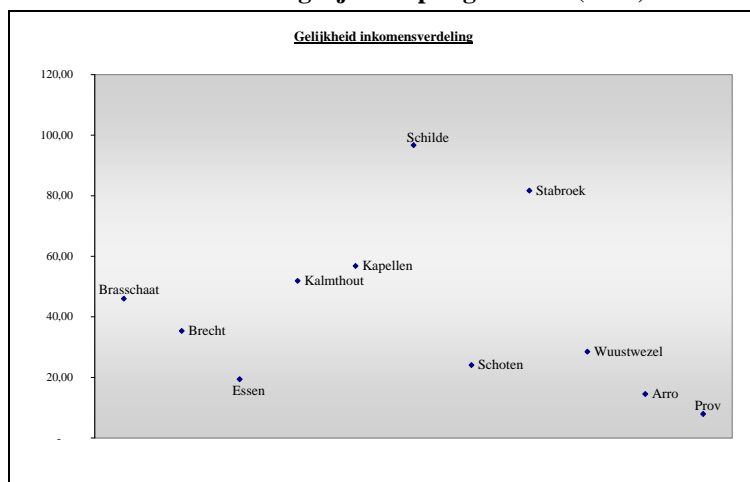 Gelijkheid inkomensverdeling
120,00
100,00
Schilde
80,00
Stabroek
60,00
Kapellen
Kalmthout
Brasschaat
40,00
Brecht
Wuustwezel
Schoten
20,00
Essen
Arro
Prov
-